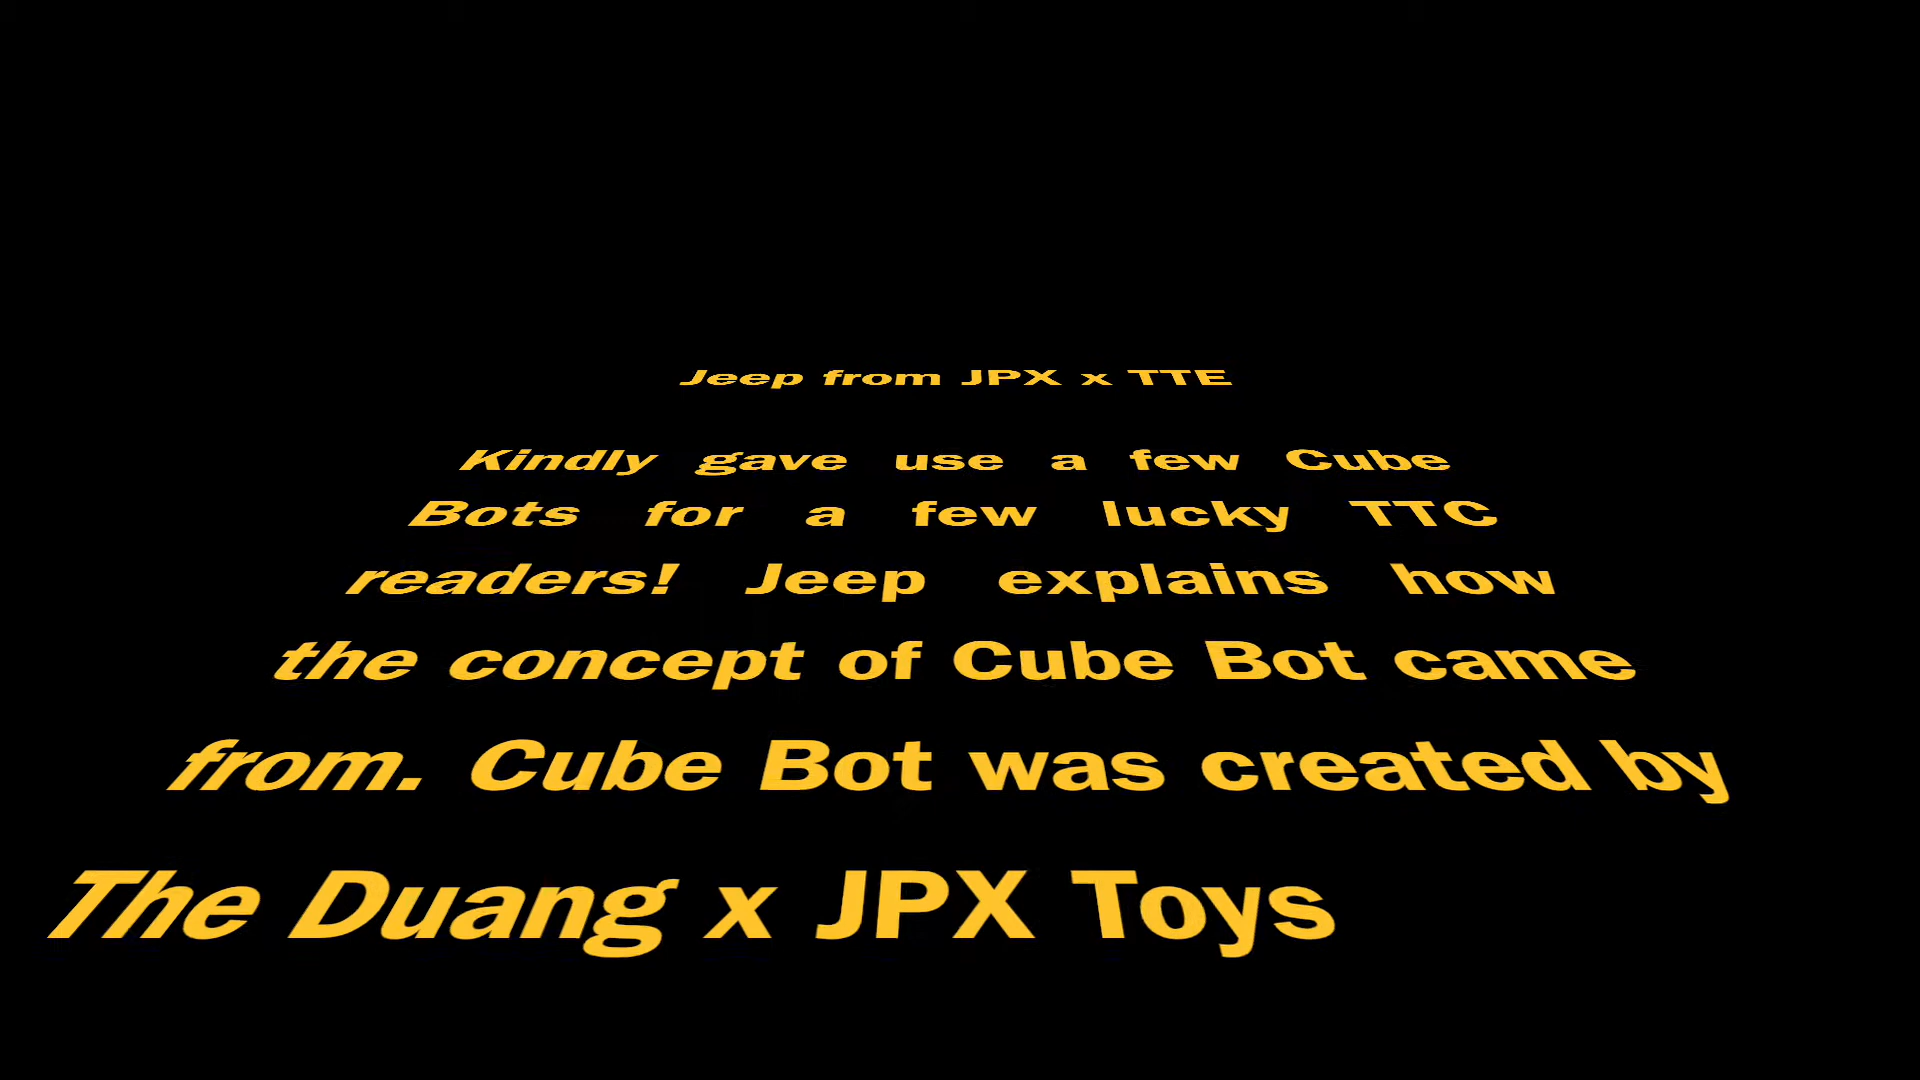 Jeep from JPX x TTE
Kindly gave use a few Cube
Bots for a few lucky TTC
readers! Jeep explains how
the concept of Cube Bot came
from. Cube Bot was created by
The Duang x JPX Toys